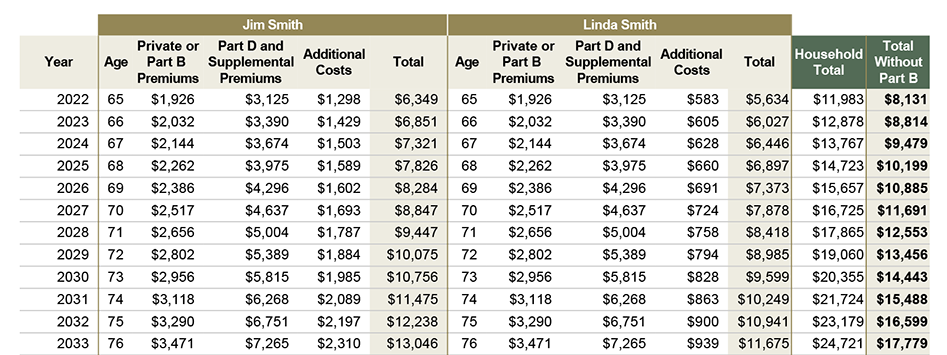 Jim Smith Linda Smith
Year Age Private or Part B Premiums Part D and Supplemental Premiums Additional Costs Total Age Private or Part B Premiums Part D and Supplemental Premiums Additional Costs Total Household Total Total Without Part B
2022 65 $1,926 $3,125 $1,298 $6,349 65 $1,926 $3,125 $583 $5,634 $11,983 $8,131
2023 66 $2,032 $3,390 $1,429 $6,851 66 $2,032 $3,390 $605 $6,027 $12,878 $8,814
2024 67 $2,144 $3,674 $1,503 $7,321 67 $2,144 $3,674 $628 $6,446 $13,767 $9,479
2025 68 $2,262 $3,975 $1,589 $7,826 68 $2,262 $3,975 $660 $6,897 $14,723 $10,199
2026 69 $2,386 $4,296 $1,602 $8,284 69 $2,386 $4,296 $691 $7,373 $15,657 $10,885
2027 70 $2,517 $4,637 $1,693 $8,847 70 $2,517 $4,637 $724 $7,878 $16,725 $11,691
2028 71 $2,656 $5,004 $1,787 $9,447 71 $2,656 $5,004 $758 $8,418 $17,865 $12,553
2029 72 $2,802 $5,389 $1,884 $10,075 72 $2,802 $5,389 $794 $8,985 $19,060 $13,456
2030 73 $2,956 $5,815 $1,985 $10,756 73 $2,956 $5,815 $828 $9,599 $20,355 $14,443
2031 74 $3,118 $6,268 $2,089 $11,475 74 $3,118 $6,268 $863 $10,249 $21,724 $15,488
2032 75 $3,290 $6,751 $2,197 $12,238 75 $3,290 $6,751 $900 $10,941 $23,179 $16,599
2033 76 $3,471 $7,265 $2,310 $13,046 76 $3,471 $7,265 $939 $11,675 $24,721 $17,779